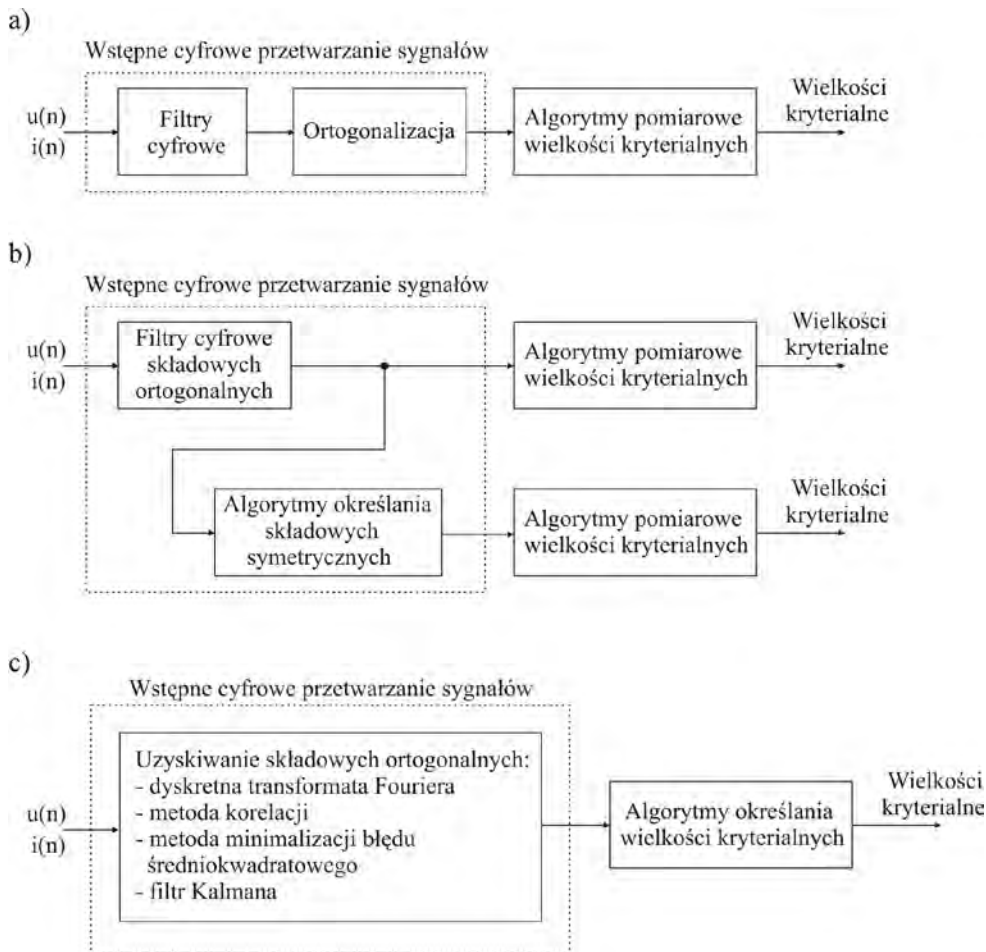 a)
Wstępne cyfrowe przetwarzanie sygnałów
u(n)
i(n)
Filtry
cyfrowe
Ortogonalizacja
Algorytmy pomiarowe
wielkości kryterialnych
Wielkości
kryterialne
b)
Wstępne cyfrowe przetwarzanie sygnałów
u(n)
i(n)
Filtry cyfrowe
składowych
ortogonalnych
Algorytmy pomiarowe
wielkości kryterialnych
Wielkości
kryterialne
Algorytmy określania
składowych
symetrycznych
Algorytmy pomiarowe
wielkości kryterialnych
Wielkości
kryterialne
c)
Wstępne cyfrowe przetwarzanie sygnałów
u(n)
i(n)
Uzyskiwanie składowych ortogonalnych:
- dyskretna transformata Fouriera
- metoda korelacji
- metoda minimalizacji błędu
średniokwadratowego
- filtr Kalmana
Algorytmy określania
wielkości kryterialnych
Wielkości
kryterialne